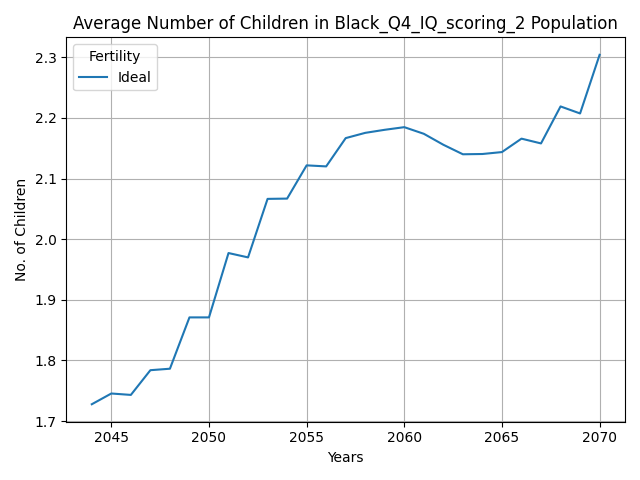 Average Number of Children in Black_Q4_IQ_scoring_2 Population
Fertility
Ideal
No. of Children
2.3
2.2
2.1
2.0
1.9
1.8
1.7
2045 2050 2055 2060 2065 2070
Years